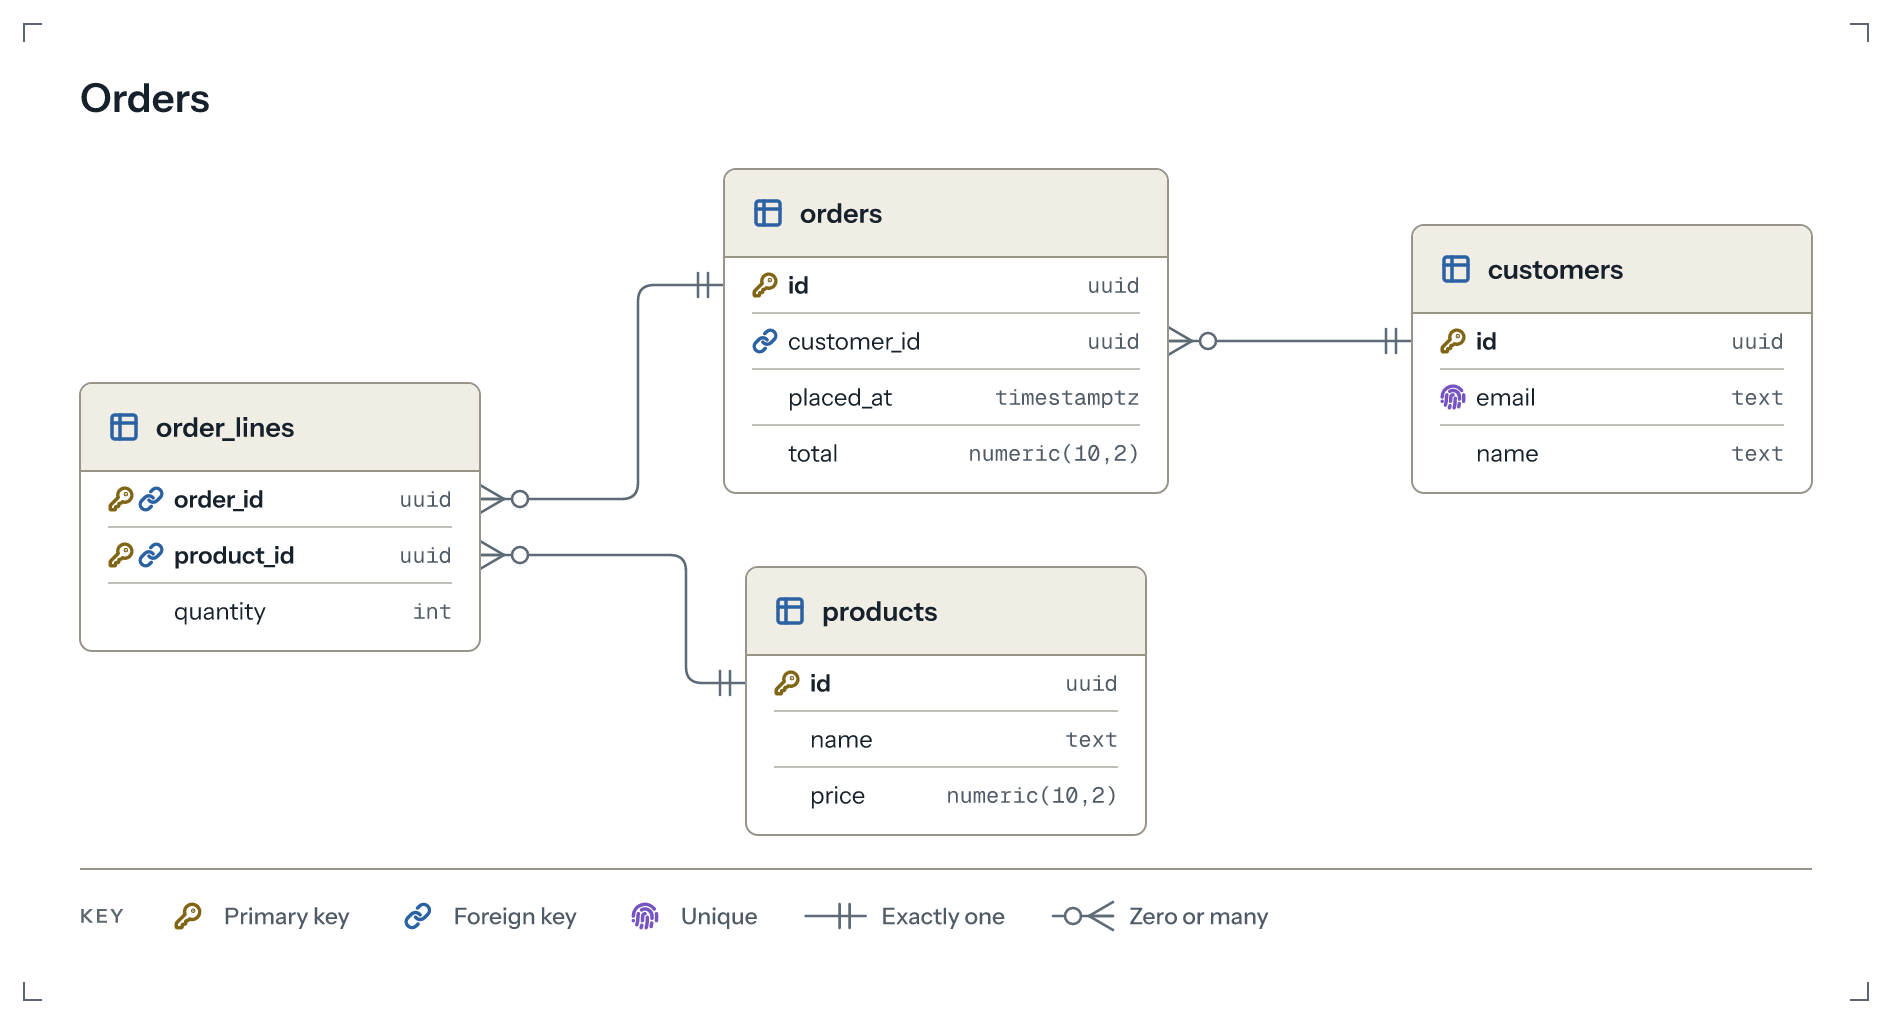 Orders
orders
id uuid
customer_id uuid
placed_at timestamptz
total numeric(10,2)
customers
id uuid
email text
name text
order_lines
order_id uuid
product_id uuid
quantity int
products
id uuid
name text
price numeric(10,2)
KEY Primary key Foreign key Unique Exactly one Zero or many